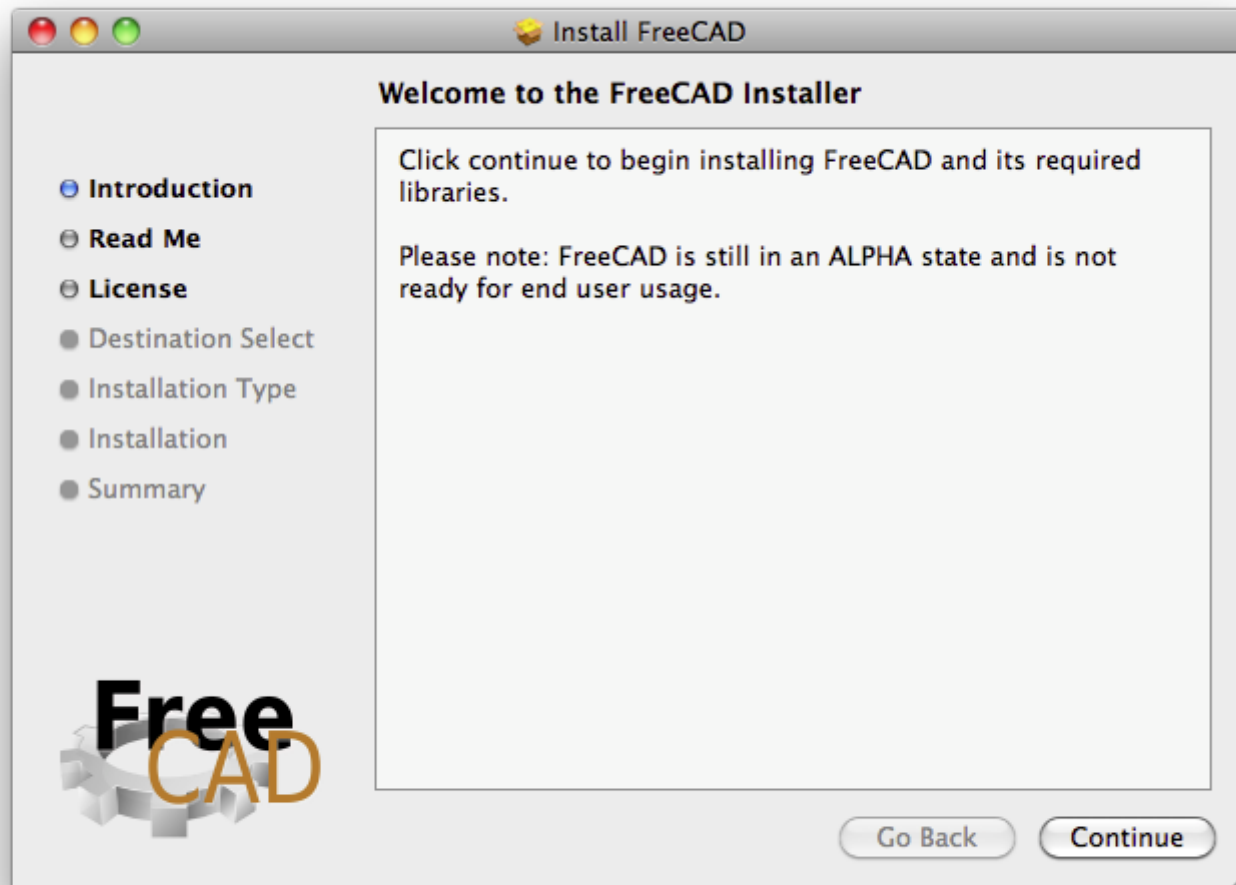 Install FreeCAD
Welcome to the FreeCAD Installer
Introduction
Read Me
License
Destination Select
Installation Type
Installation
Summary
Click continue to begin installing FreeCAD and its required
libraries.
Please note: FreeCAD is still in an ALPHA state and is not
ready for end user usage.
Free
CAD
Go Back
Continue